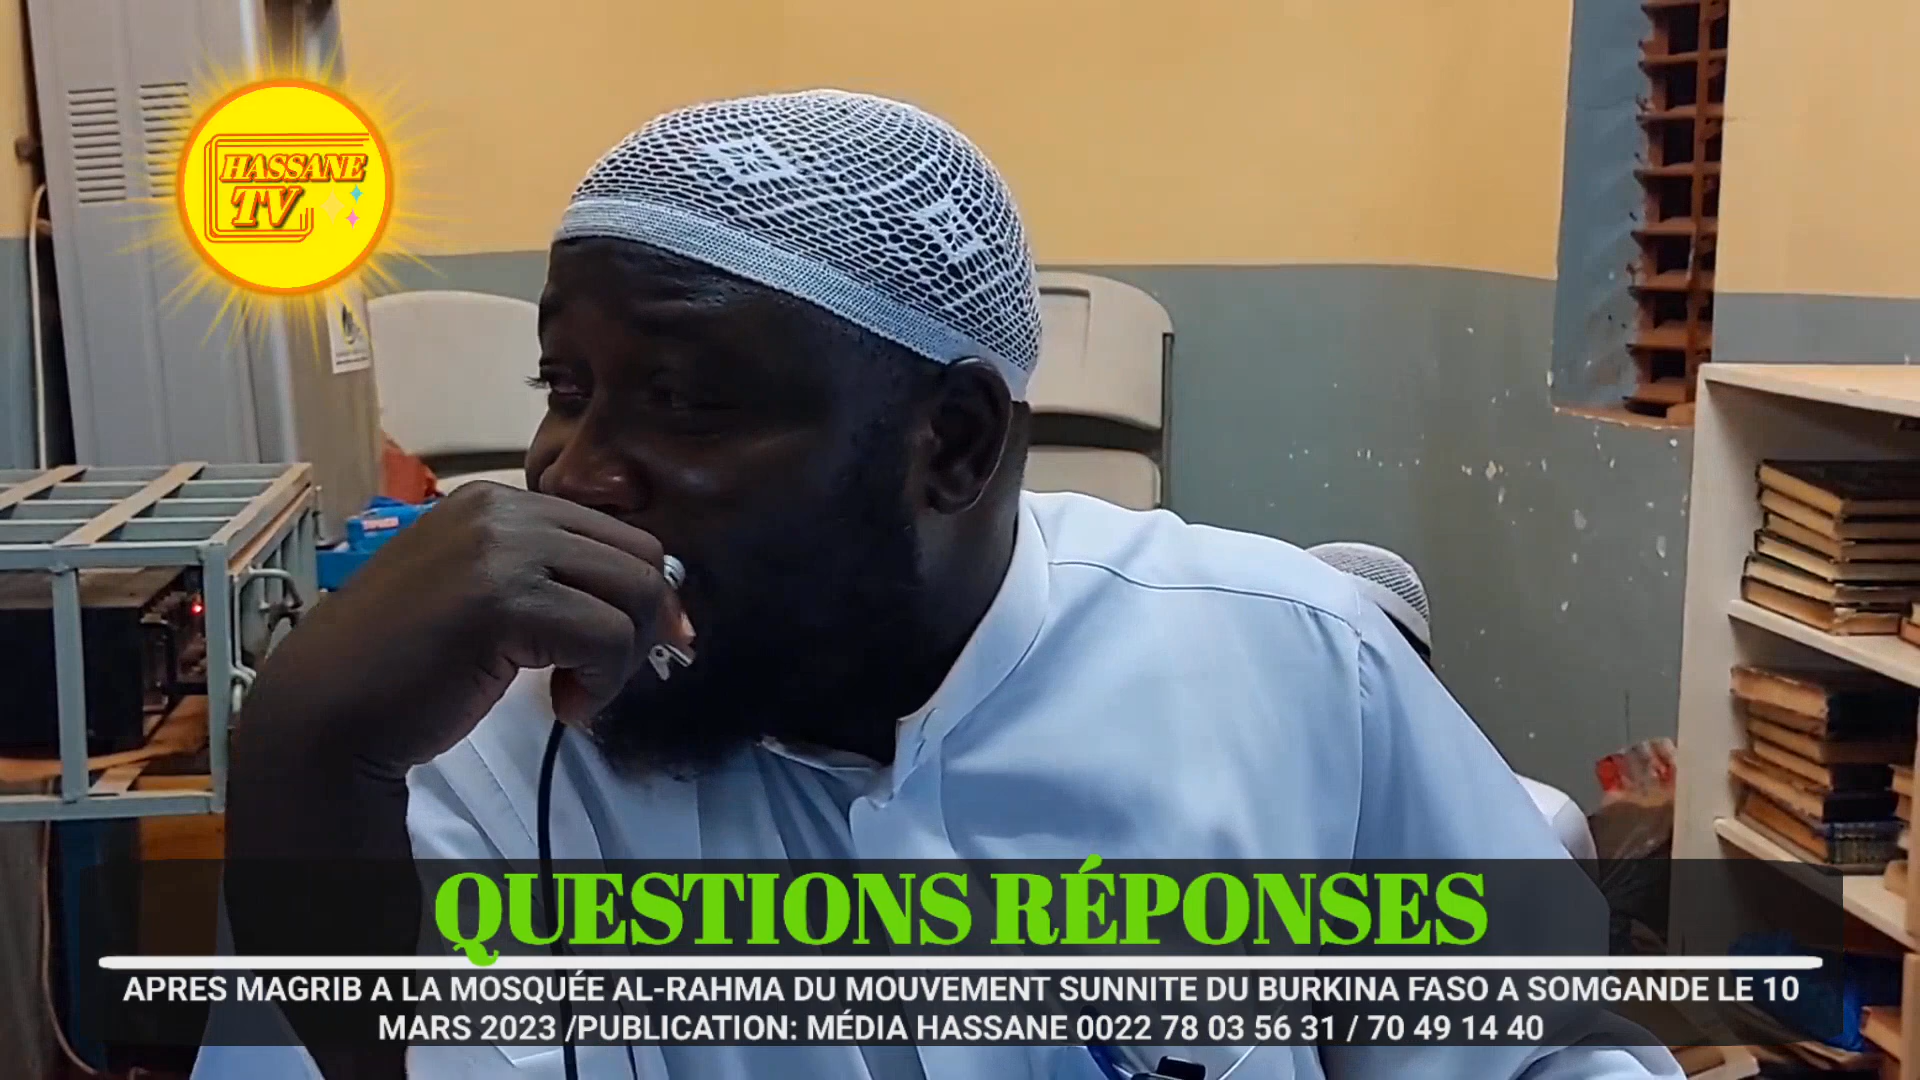 HASSANE
TV
QUESTIONS RÉPONSES
APRES MAGRIB A LA MOSQUÉE AL-RAHMA DU MOUVEMENT SUNNITE DU BURKINA FASO A SOMGANDE LE 10
MARS 2023 /PUBLICATION: MÉDIA HASSANE 0022 78 03 56 31 / 70 49 14 40